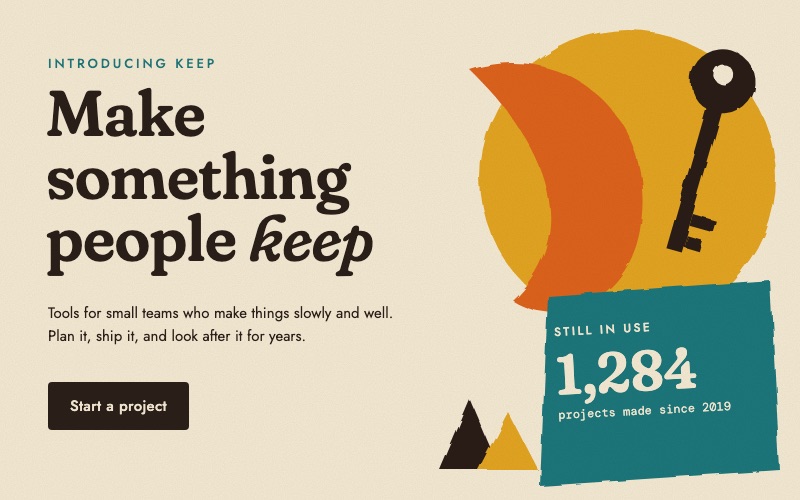 INTRODUCING KEEP
Make
something
people keep
Tools for small teams who make things slowly and well.
Plan it, ship it, and look after it for years.
Start a project
STILL IN USE
1,284
projects made since 2019